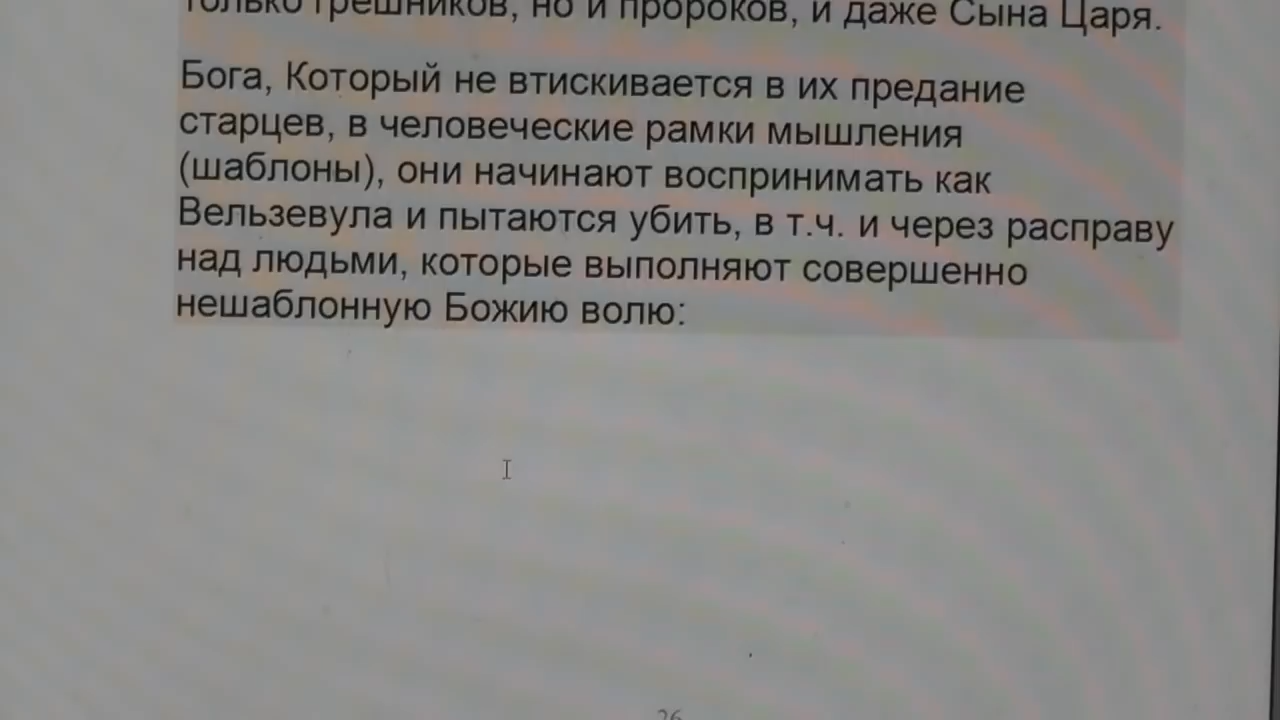 только грешников, но и пророков, и даже Сына Царя.
Бога, Который не втискивается в их предание
старцев, в человеческие рамки мышления
(шаблоны), они начинают воспринимать как
Вельзевула и пытаются убить, в т.ч. и через расправу
над людьми, которые выполняют совершенно
нешаблонную Божию волю:
26